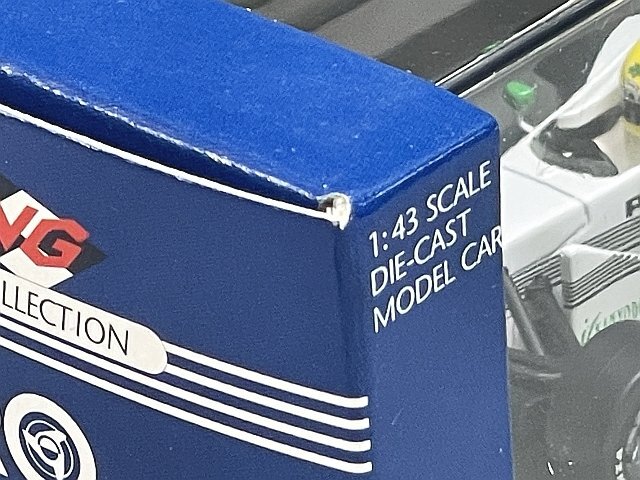 NG
LLECTION
1:43 SCALE
DIE-CAST
MODEL CAR